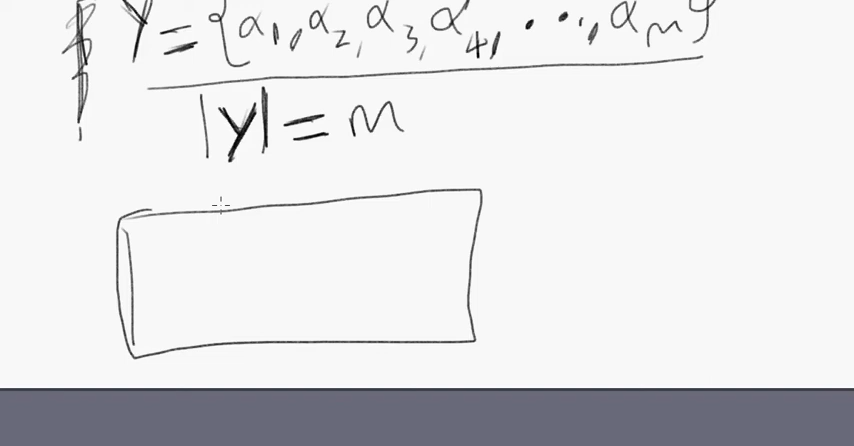 Y = {α₁, α₂, α₃, α₄, . . ., αₘ}
|Y| = m